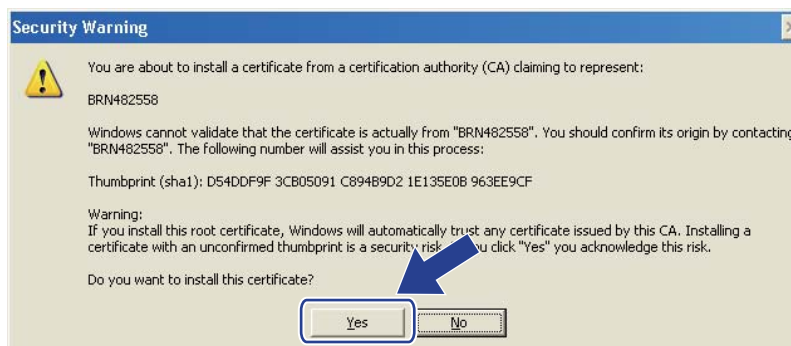 Security Warning
You are about to install a certificate from a certification authority (CA) claiming to represent:
BRN482558
Windows cannot validate that the certificate is actually from "BRN482558". You should confirm its origin by contacting
"BRN482558". The following number will assist you in this process:
Thumbprint (sha1): D54DDF9F 3CB05091 C894B9D2 1E135E0B 963EE9CF
Warning:
If you install this root certificate, Windows will automatically trust any certificate issued by this CA. Installing a
certificate with an unconfirmed thumbprint is a security risk. you click "Yes" you acknowledge this risk.
Do you want to install this certificate?
Yes
No